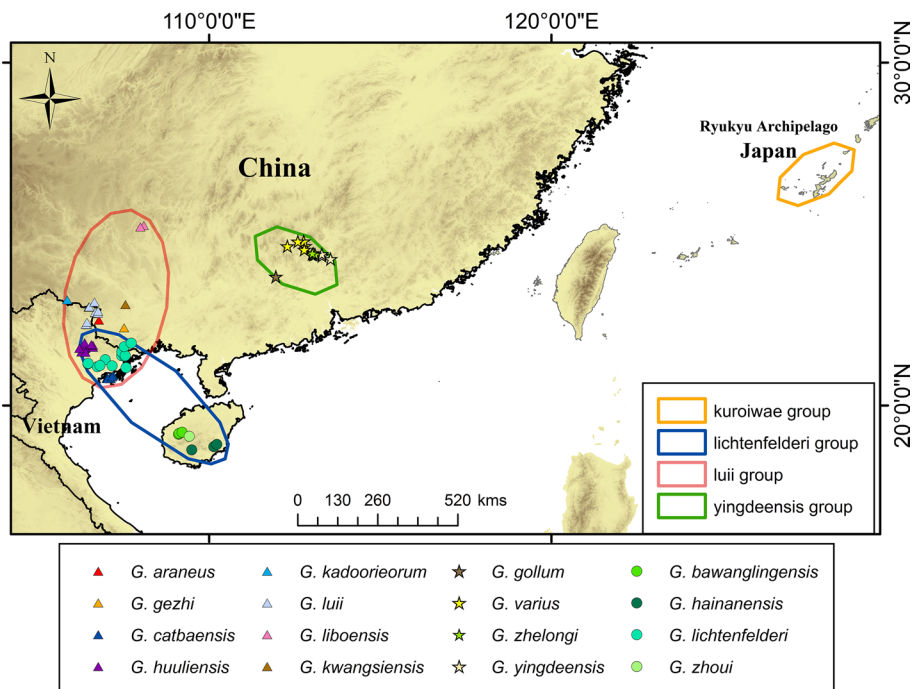 110°0'0"E
120°0'0"E
N
30°0'0"N
Ryukyu Archipelago
Japan
China
20°0'0"N
Vietnam
kuroiwae group
lichtenfelderi group
luii group
yingdeensis group
0 130 260 520 kms
G. araneus
G. kadoorieorum
G. gollum
G. bawanglingensis
G. gezhi
G. luii
G. varius
G. hainanensis
G. catbaensis
G. liboensis
G. zhelongi
G. lichtenfelderi
G. huuliensis
G. kwangsiensis
G. yingdeensis
G. zhoui